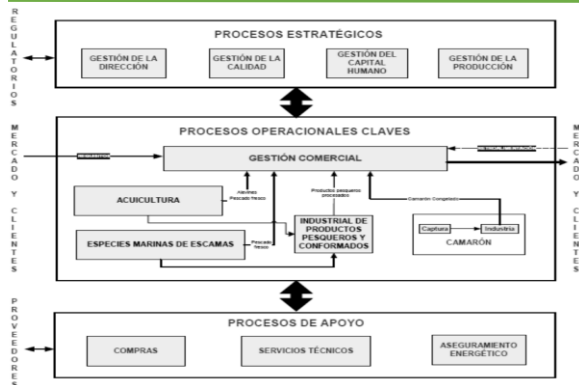 REGULATORIOS
PROCESOS ESTRATÉGICOS
GESTIÓN DE LA
DIRECCIÓN
GESTIÓN DE LA
CALIDAD
GESTIÓN DEL
CAPITAL
HUMANO
GESTIÓN DE LA
PRODUCCIÓN
MERCADO Y CLIENTES
PROCESOS OPERACIONALES CLAVES
MERCADO Y CLIENTES
GESTIÓN COMERCIAL
ACUICULTURA
Pescado fresco
Productos pesqueros
procesados
Camarón Congelado
ESPECIES MARINAS DE ESCAMAS
Pescado
fresco
INDUSTRIAL DE
PRODUCTOS
PESQUEROS Y
CONFORMADOS
Captura
Industria
CAMARÓN
PROVEEDORES
PROCESOS DE APOYO
COMPRAS
SERVICIOS TÉCNICOS
ASEGURAMIENTO
ENERGÉTICO